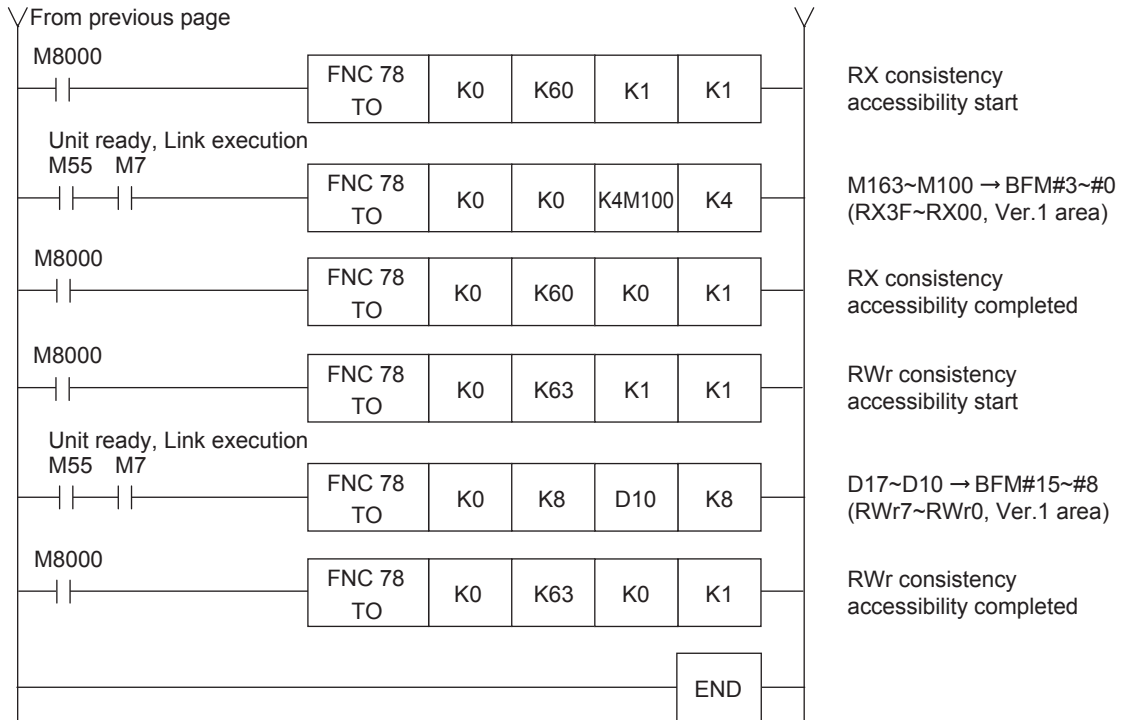 From previous page
M8000
FNC 78 TO K0 K60 K1 K1
RX consistency
accessibility start
Unit ready, Link execution
M55 M7
FNC 78 TO K0 K0 K4M100 K4
M163~M100 → BFM#3~#0
(RX3F~RX00, Ver.1 area)
M8000
FNC 78 TO K0 K60 K0 K1
RX consistency
accessibility completed
M8000
FNC 78 TO K0 K63 K1 K1
RWr consistency
accessibility start
Unit ready, Link execution
M55 M7
FNC 78 TO K0 K8 D10 K8
D17~D10 → BFM#15~#8
(RWr7~RWr0, Ver.1 area)
M8000
FNC 78 TO K0 K63 K0 K1
RWr consistency
accessibility completed
END